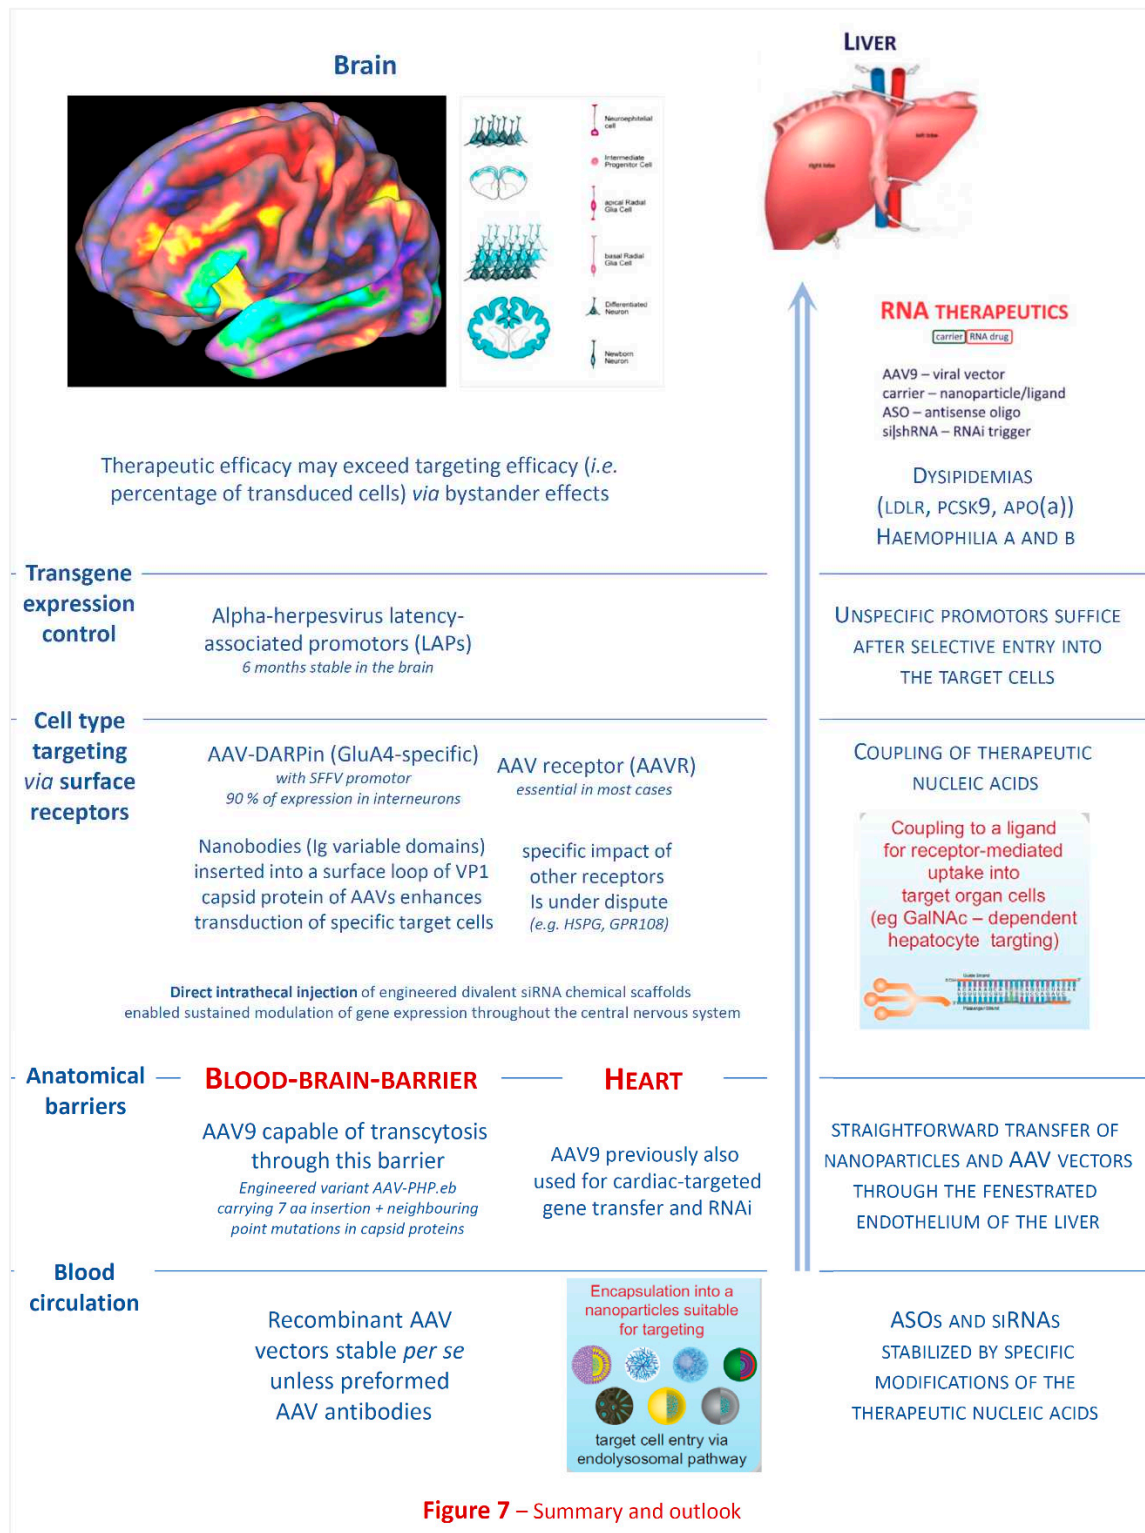 Brain
LIVER
Neuroephitelial
cell
Intermediate
Progenitor Cell
apical Radial
Glia Cell
basal Radial
Glia Cell
Differentiated
Neuron
Newborn
Neuron
right lobe
left lobe
RNA THERAPEUTICS
carrier RNA drug
AAV9 – viral vector
carrier – nanoparticle/ligand
ASO – antisense oligo
si|shRNA – RNAi trigger
Therapeutic efficacy may exceed targeting efficacy (i.e.
percentage of transduced cells) via bystander effects
DYSIPIDEMIAS
(LDLR, PCSK9, APO(a))
HAEMOPHILIA A AND B
Transgene
expression
control
Alpha-herpesvirus latency-
associated promotors (LAPs)
6 months stable in the brain
UNSPECIFIC PROMOTORS SUFFICE
AFTER SELECTIVE ENTRY INTO
THE TARGET CELLS
Cell type
targeting
via surface
receptors
AAV-DARPin (GluA4-specific)
with SFFV promotor
90 % of expression in interneurons
AAV receptor (AAVR)
essential in most cases
COUPLING OF THERAPEUTIC
NUCLEIC ACIDS
Nanobodies (Ig variable domains)
inserted into a surface loop of VP1
capsid protein of AAVs enhances
transduction of specific target cells
specific impact of
other receptors
Is under dispute
(e.g. HSPG, GPR108)
Coupling to a ligand
for receptor-mediated
uptake into
target organ cells
(eg GalNAc – dependent
hepatocyte targting)
Direct intrathecal injection of engineered divalent siRNA chemical scaffolds
enabled sustained modulation of gene expression throughout the central nervous system
Anatomical
barriers
BLOOD-BRAIN-BARRIER
HEART
AAV9 capable of transcytosis
through this barrier
Engineered variant AAV-PHP.eb
carrying 7 aa insertion + neighbouring
point mutations in capsid proteins
AAV9 previously also
used for cardiac-targeted
gene transfer and RNAi
STRAIGHTFORWARD TRANSFER OF
NANOPARTICLES AND AAV VECTORS
THROUGH THE FENESTRATED
ENDOTHELIUM OF THE LIVER
Blood
circulation
Recombinant AAV
vectors stable per se
unless preformed
AAV antibodies
Encapsulation into a
nanoparticles suitable
for targeting
target cell entry via
endolysosomal pathway
ASOS AND SIRNAS
STABILIZED BY SPECIFIC
MODIFICATIONS OF THE
THERAPEUTIC NUCLEIC ACIDS
Figure 7 – Summary and outlook